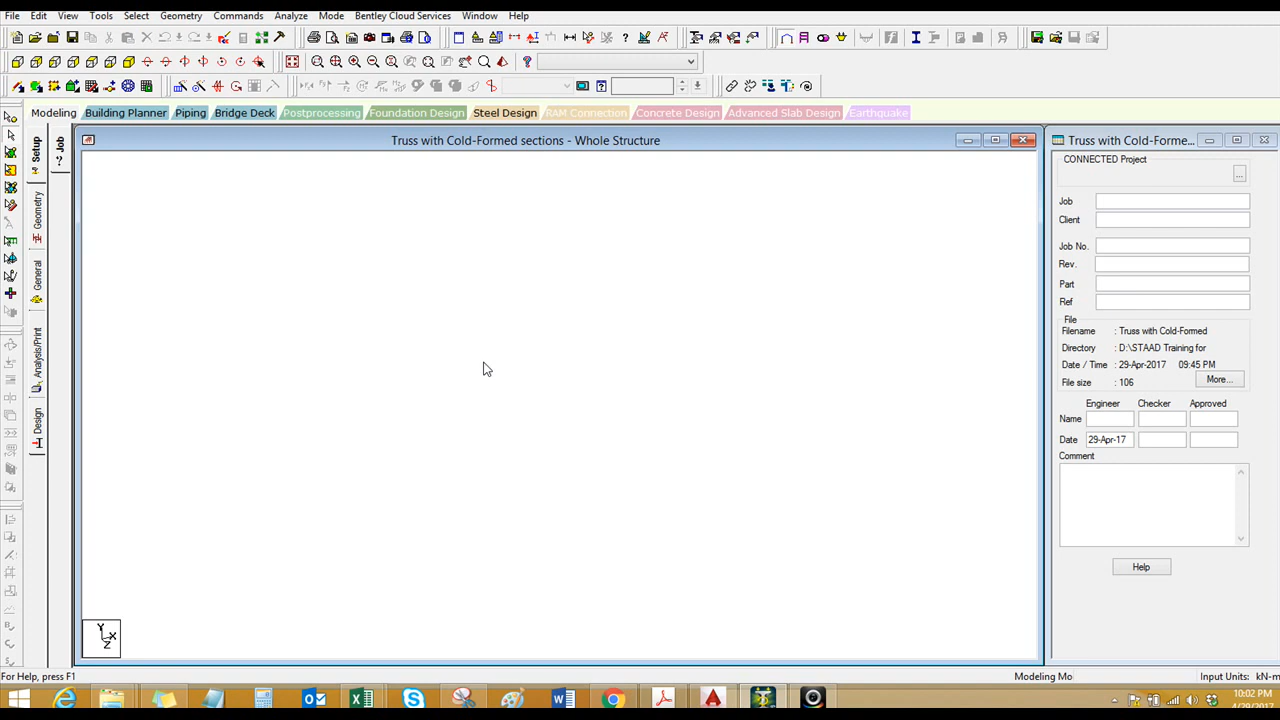 File Edit View Tools Select Geometry Commands Analyze Mode Bentley Cloud Services Window Help
Modeling Building Planner Piping Bridge Deck Postprocessing Foundation Design Steel Design RAM Connection Concrete Design Advanced Slab Design Earthquake
Setup
Job
Geometry
General
Analysis/Print
Design
Truss with Cold-Formed sections - Whole Structure
Y
X
Z
Truss with Cold-Forme...
CONNECTED Project
...
Job
Client
Job No.
Rev.
Part
Ref
File
Filename : Truss with Cold-Formed
Directory : D:\STAAD Training for
Date / Time : 29-Apr-2017 09:45 PM
File size : 106 More...
Engineer Checker Approved
Name
Date 29-Apr-17
Comment
Help
For Help, press F1 Modeling Mo Input Units: kN-m
10:02 PM
4/29/2017